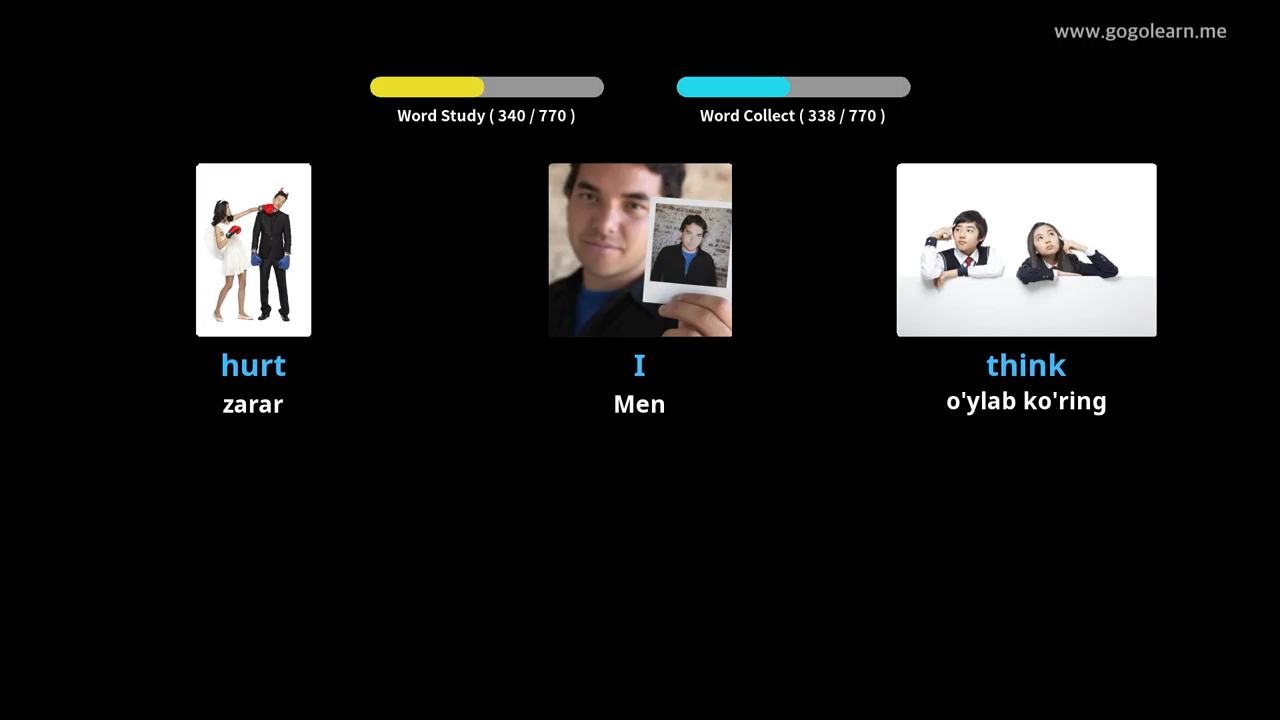 www.gogolearn.me
Word Study ( 340 / 770 )
Word Collect ( 338 / 770 )
hurt
zarar
I
Men
think
o'ylab ko'ring